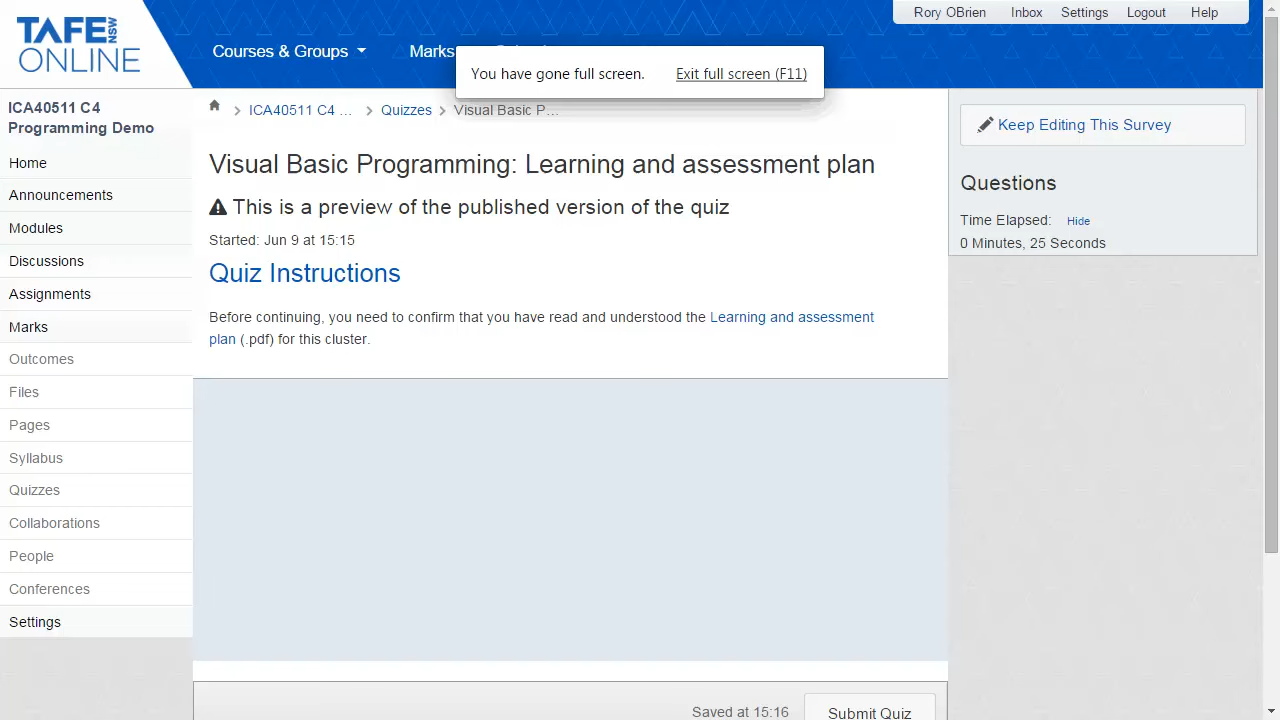 Rory OBrien Inbox Settings Logout Help
TAFE NSW
ONLINE
Courses & Groups Marks
You have gone full screen. Exit full screen (F11)
ICA40511 C4
Programming Demo
Home
Announcements
Modules
Discussions
Assignments
Marks
Outcomes
Files
Pages
Syllabus
Quizzes
Collaborations
People
Conferences
Settings
ICA40511 C4 ... Quizzes Visual Basic P...
Visual Basic Programming: Learning and assessment plan
This is a preview of the published version of the quiz
Started: Jun 9 at 15:15
Quiz Instructions
Before continuing, you need to confirm that you have read and understood the Learning and assessment
plan (.pdf) for this cluster.
Saved at 15:16 Submit Quiz
Keep Editing This Survey
Questions
Time Elapsed: Hide
0 Minutes, 25 Seconds